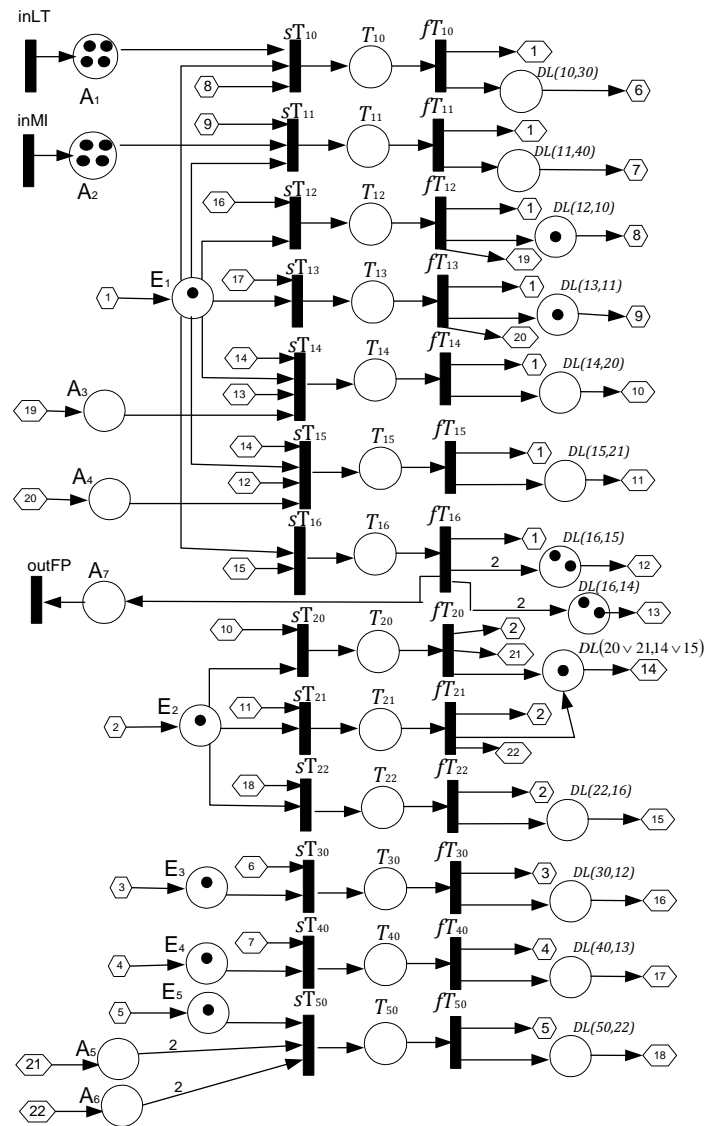 inLT
A₁
sT₁₀
T₁₀
fT₁₀
1
DL(10,30)
6
8
inMI
A₂
9
sT₁₁
T₁₁
fT₁₁
1
DL(11,40)
7
16
sT₁₂
T₁₂
fT₁₂
1
DL(12,10)
8
19
1
E₁
17
sT₁₃
T₁₃
fT₁₃
1
DL(13,11)
9
20
14
sT₁₄
T₁₄
fT₁₄
1
DL(14,20)
10
13
19
A₃
14
sT₁₅
T₁₅
fT₁₅
1
DL(15,21)
11
12
20
A₄
sT₁₆
T₁₆
fT₁₆
1
DL(16,15)
2
12
15
outFP
A₇
DL(16,14)
2
13
10
sT₂₀
T₂₀
fT₂₀
2
21
DL(20∨21,14∨15)
14
2
E₂
11
sT₂₁
T₂₁
fT₂₁
2
22
18
sT₂₂
T₂₂
fT₂₂
2
DL(22,16)
15
3
E₃
6
sT₃₀
T₃₀
fT₃₀
3
DL(30,12)
16
4
E₄
7
sT₄₀
T₄₀
fT₄₀
4
DL(40,13)
17
5
E₅
sT₅₀
T₅₀
fT₅₀
5
DL(50,22)
18
21
A₅
2
22
A₆
2